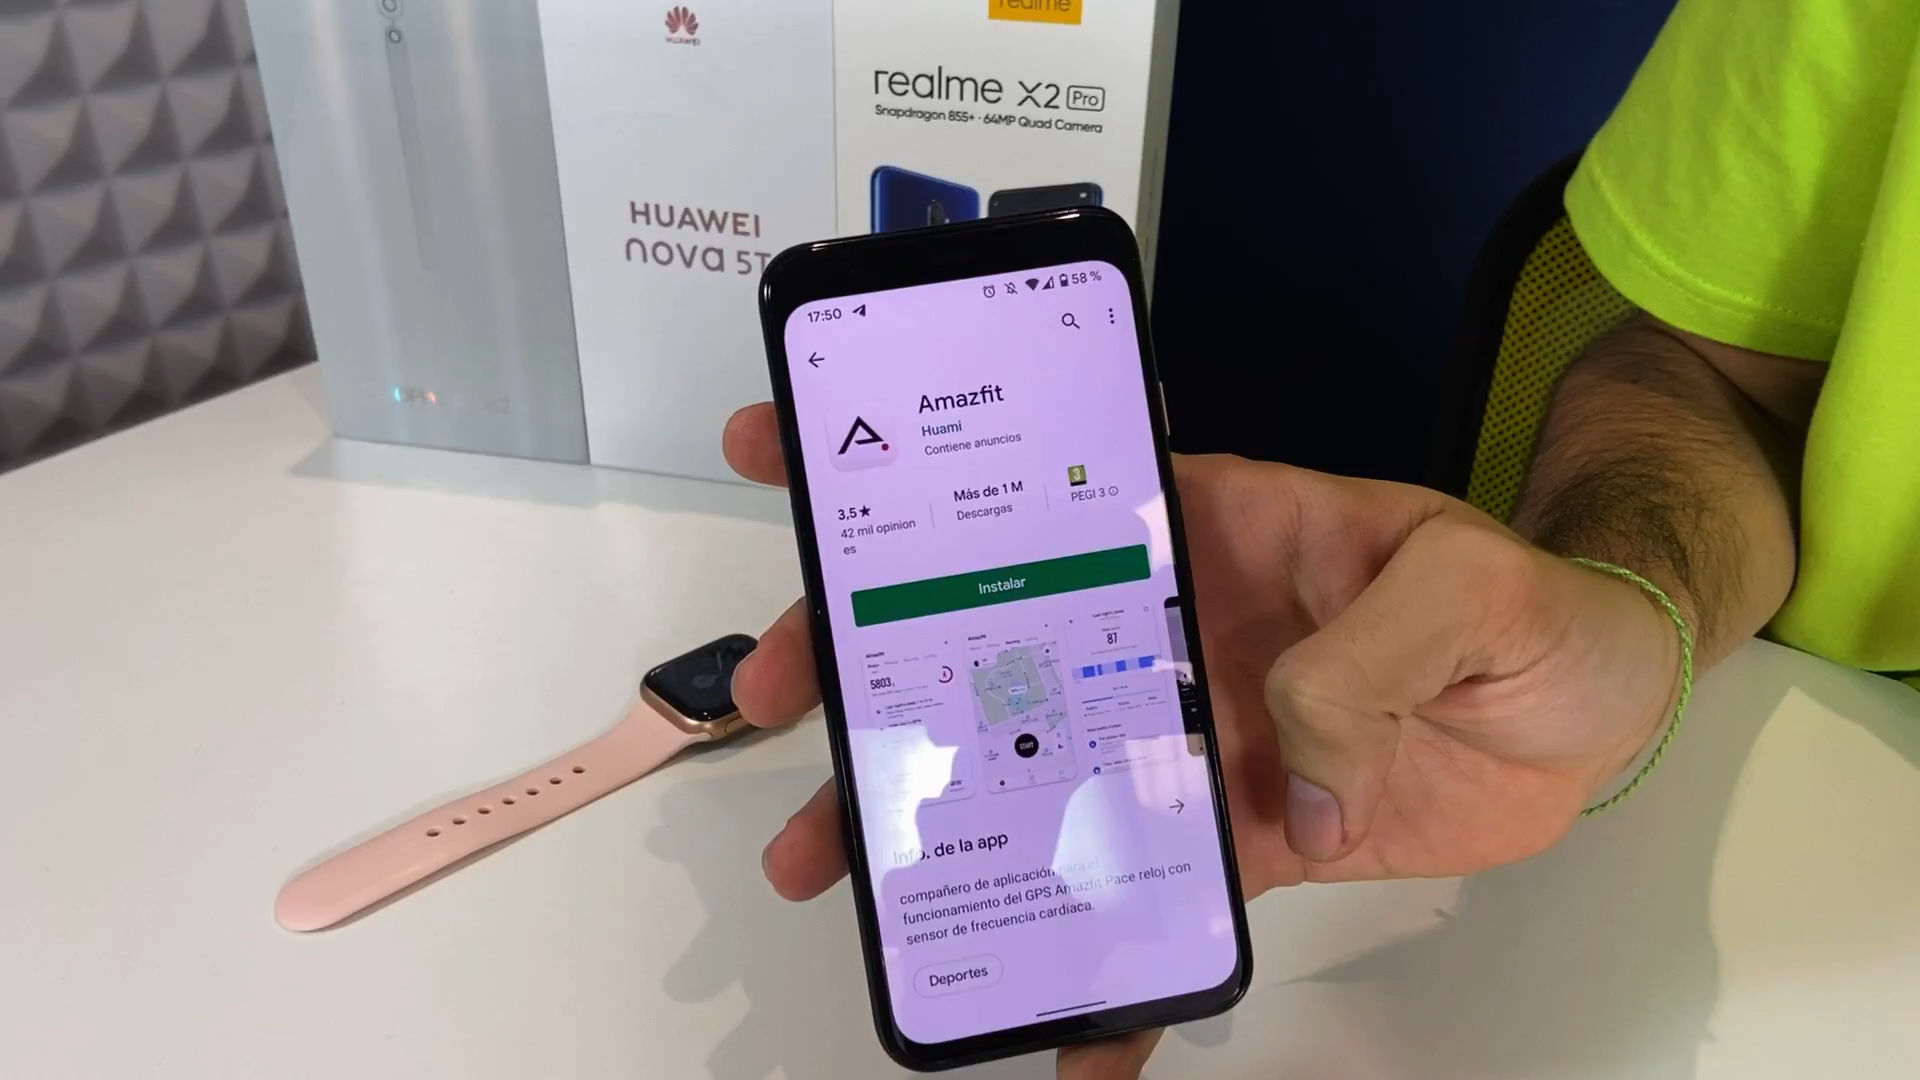 realme
HUAWEI
realme X2 Pro
Snapdragon 855+ · 64MP Quad Camera
HUAWEI
nova 5T
17:50
58 %
Amazfit
Huami
Contiene anuncios
3,5★
42 mil opinion
es
Más de 1 M
Descargas
3
PEGI 3
Instalar
Amazfit
5803
Amazfit
START
87
Info. de la app
compañero de aplicación para el
funcionamiento del GPS Amazfit Pace reloj con
sensor de frecuencia cardíaca.
Deportes